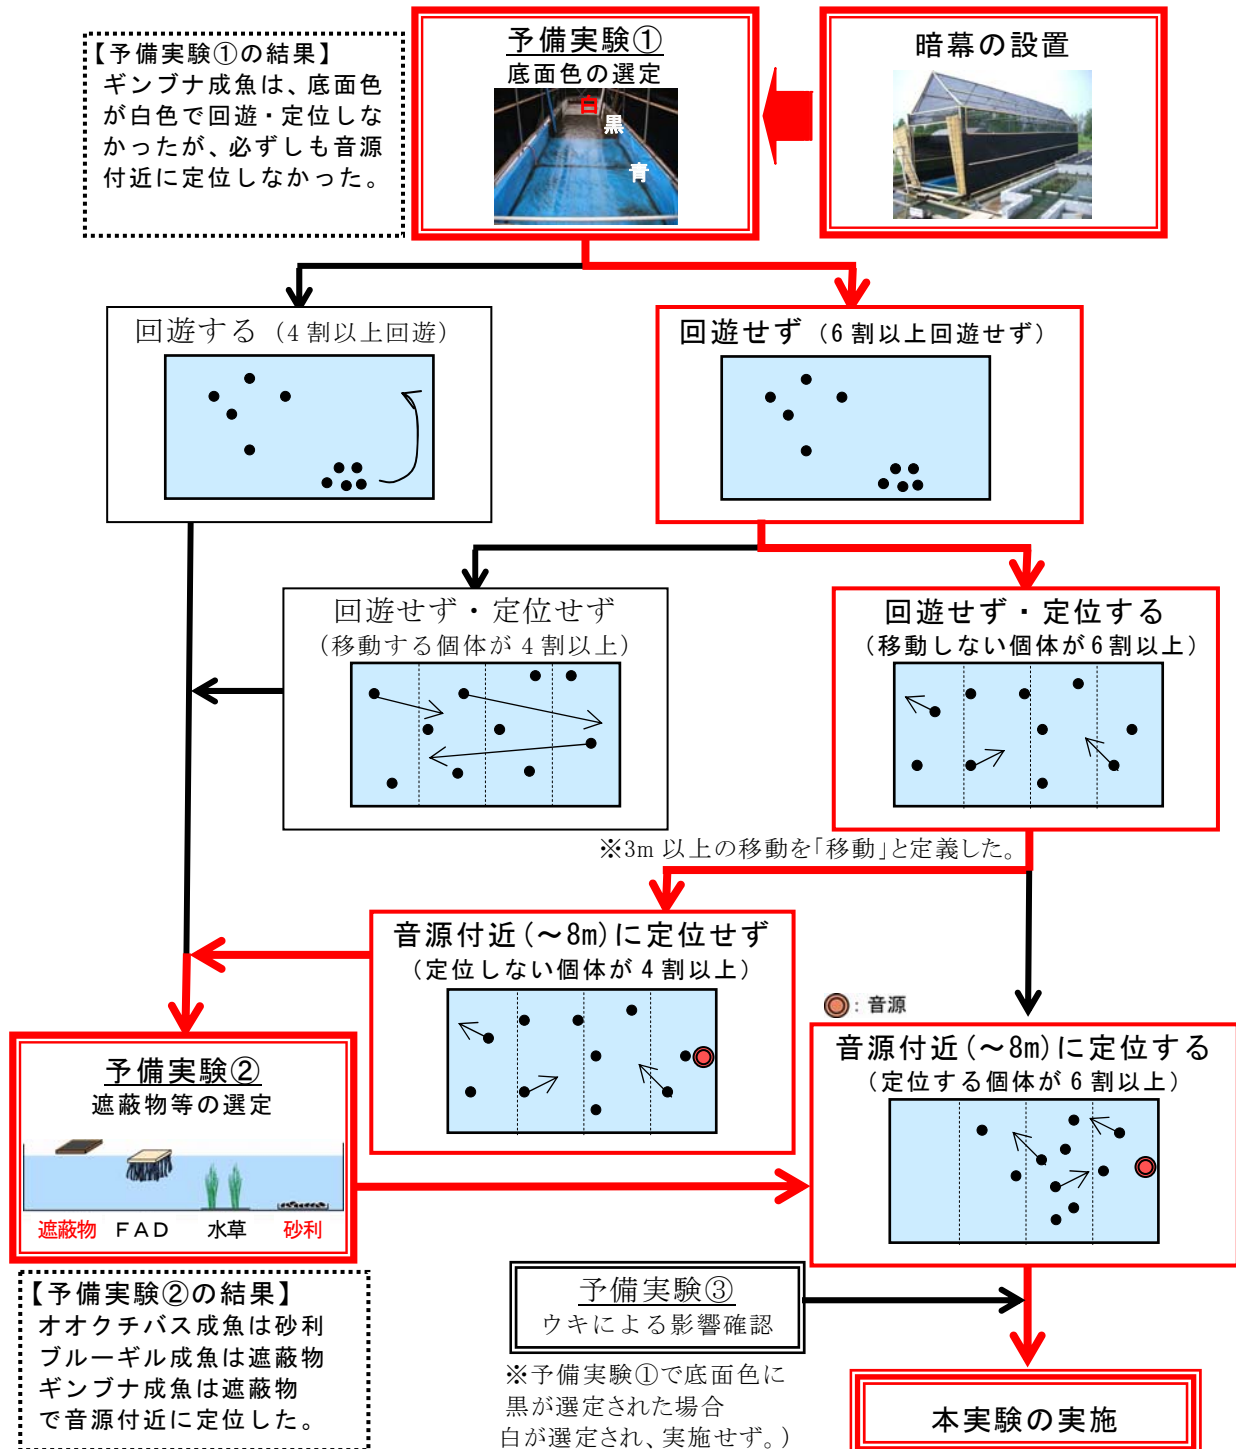 【予備実験①の結果】
ギンブナ成魚は、底面色
が白色で回遊・定位しな
かったが、必ずしも音源
付近に定位しなかった。
予備実験①
底面色の選定
白
黒
青
暗幕の設置
回遊する（4割以上回遊）
回遊せず（6割以上回遊せず）
回遊せず・定位せず
（移動する個体が4割以上）
回遊せず・定位する
（移動しない個体が6割以上）
※3m以上の移動を「移動」と定義した。
音源付近(～8m)に定位せず
（定位しない個体が4割以上）
：音源
音源付近(～8m)に定位する
（定位する個体が6割以上）
予備実験②
遮蔽物等の選定
遮蔽物 ＦＡＤ 水草 砂利
【予備実験②の結果】
オオクチバス成魚は砂利
ブルーギル成魚は遮蔽物
ギンブナ成魚は遮蔽物
で音源付近に定位した。
予備実験③
ウキによる影響確認
※予備実験①で底面色に
黒が選定された場合
白が選定され、実施せず。）
本実験の実施